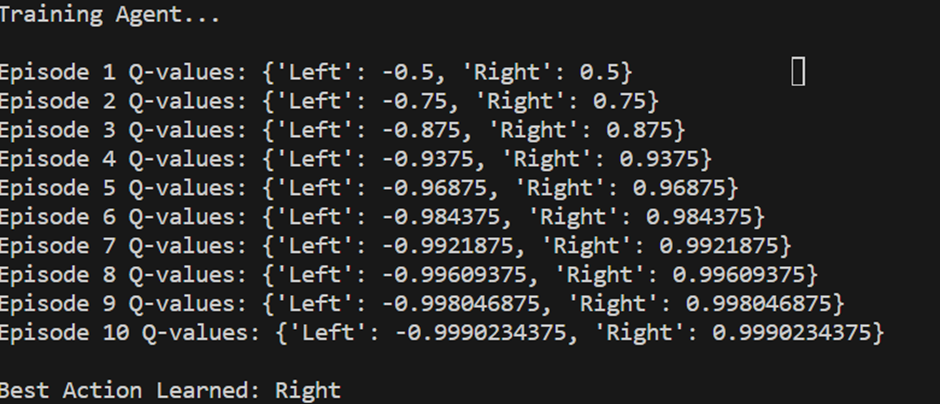 Training Agent...
Episode 1 Q-values: {'Left': -0.5, 'Right': 0.5}
Episode 2 Q-values: {'Left': -0.75, 'Right': 0.75}
Episode 3 Q-values: {'Left': -0.875, 'Right': 0.875}
Episode 4 Q-values: {'Left': -0.9375, 'Right': 0.9375}
Episode 5 Q-values: {'Left': -0.96875, 'Right': 0.96875}
Episode 6 Q-values: {'Left': -0.984375, 'Right': 0.984375}
Episode 7 Q-values: {'Left': -0.9921875, 'Right': 0.9921875}
Episode 8 Q-values: {'Left': -0.99609375, 'Right': 0.99609375}
Episode 9 Q-values: {'Left': -0.998046875, 'Right': 0.998046875}
Episode 10 Q-values: {'Left': -0.9990234375, 'Right': 0.9990234375}
Best Action Learned: Right